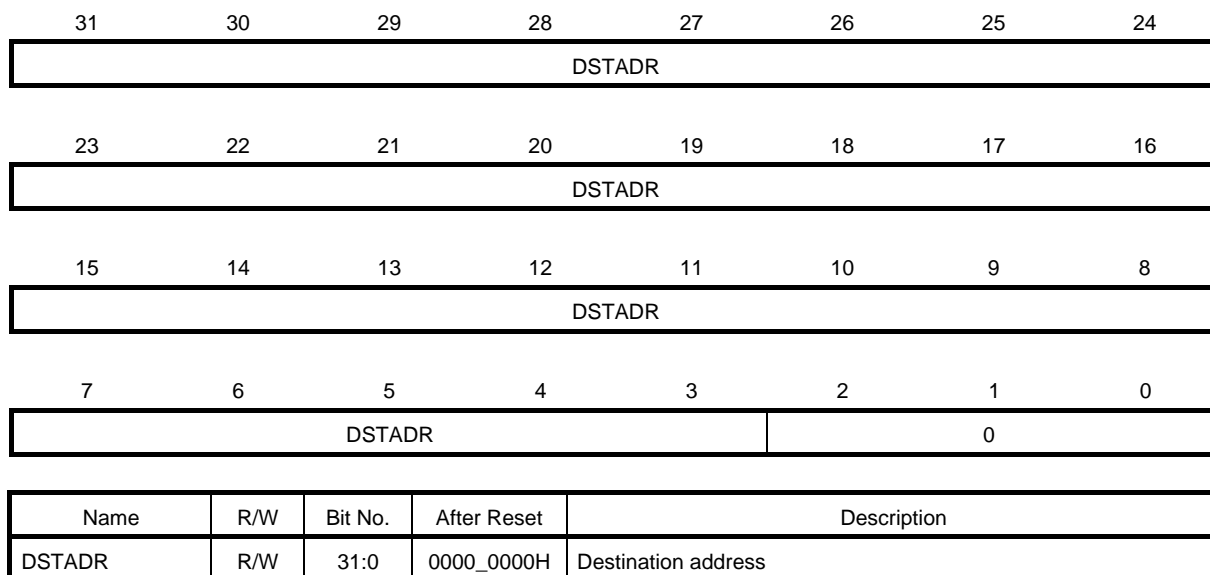 31 30 29 28 27 26 25 24
DSTADR
23 22 21 20 19 18 17 16
DSTADR
15 14 13 12 11 10 9 8
DSTADR
7 6 5 4 3 2 1 0
DSTADR 0
Name R/W Bit No. After Reset Description
DSTADR R/W 31:0 0000_0000H Destination address